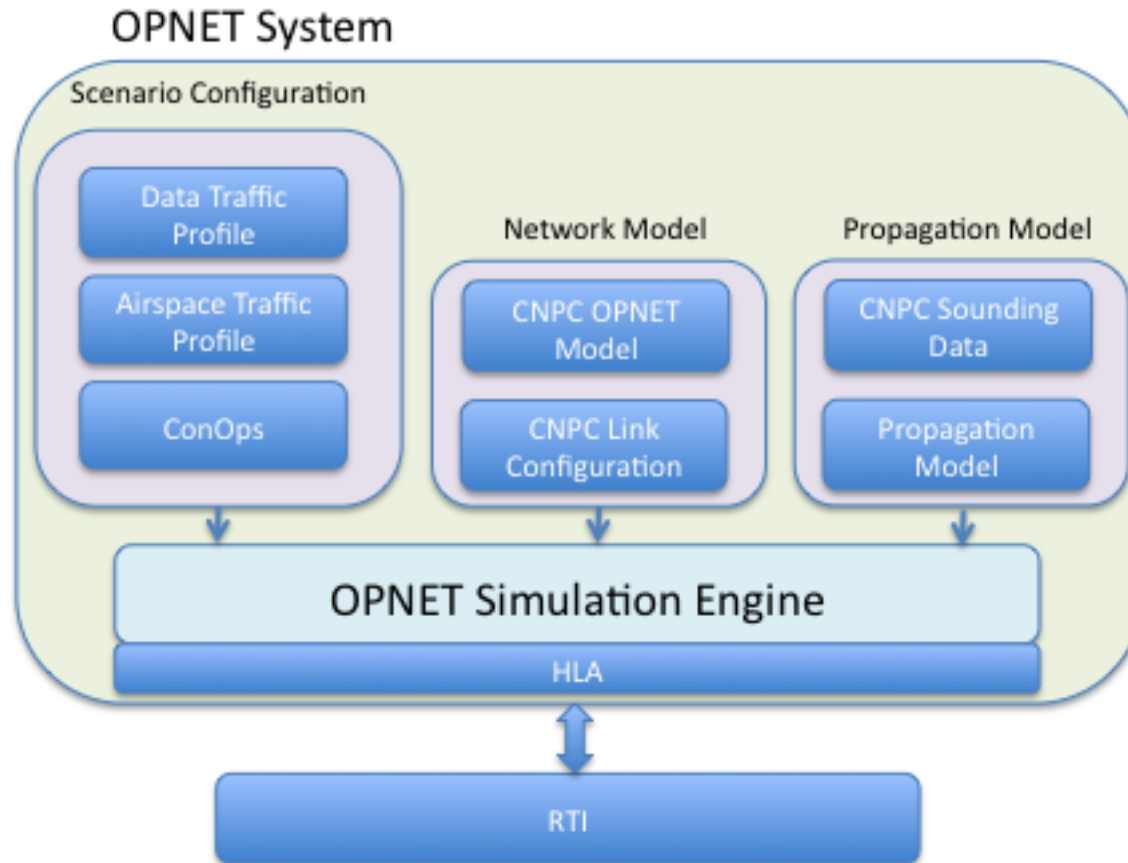 OPNET System
Scenario Configuration
Data Traffic
Profile
Airspace Traffic
Profile
ConOps
Network Model
CNPC OPNET
Model
CNPC Link
Configuration
Propagation Model
CNPC Sounding
Data
Propagation
Model
OPNET Simulation Engine
HLA
RTI